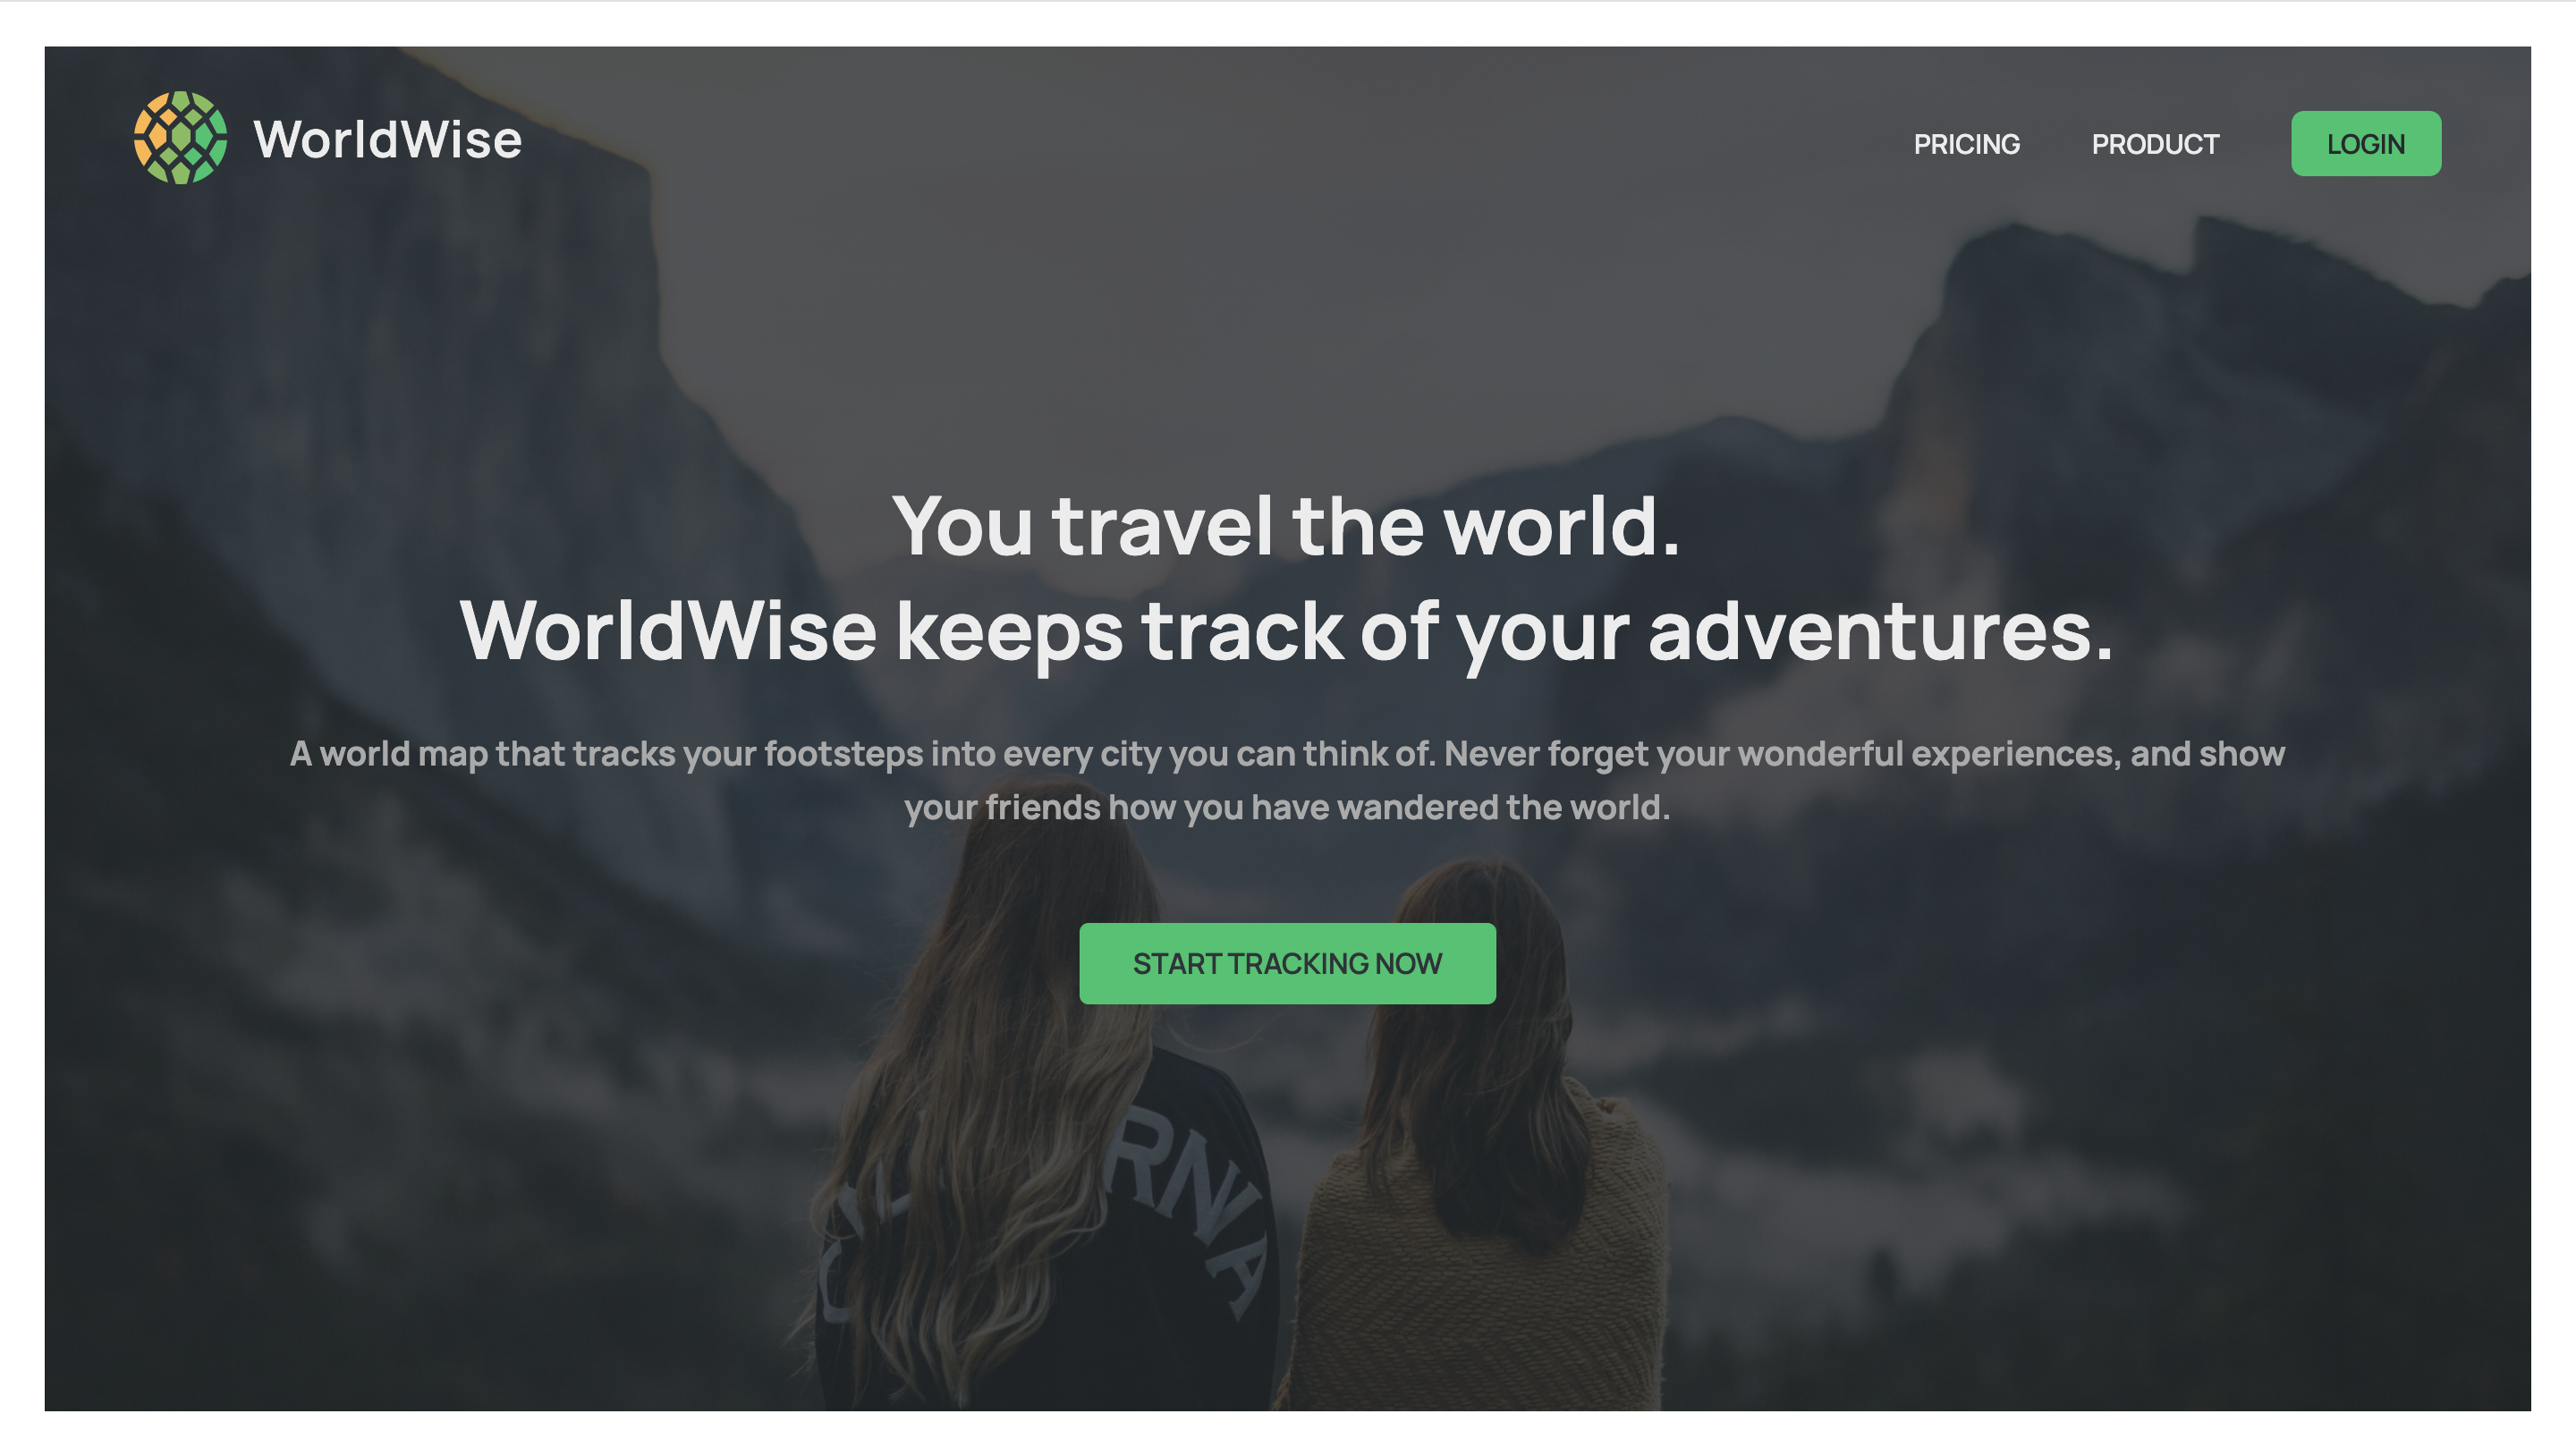 WorldWise
PRICING
PRODUCT
LOGIN
You travel the world.
WorldWise keeps track of your adventures.
A world map that tracks your footsteps into every city you can think of. Never forget your wonderful experiences, and show
your friends how you have wandered the world.
START TRACKING NOW
RNA